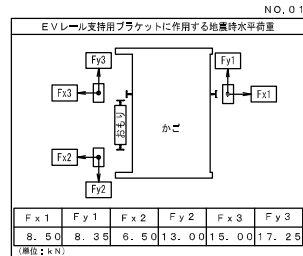 NO,01
EVレール支持用ブラケットに作用する地震時水平荷重
Fy3 Fy1
Fx3 おもり かご Fx1
Fx2
Fy2
Fx1 Fy1 Fx2 Fy2 Fx3 Fy3
8.50 8.35 6.50 13.00 15.00 17.25
(単位:kN)